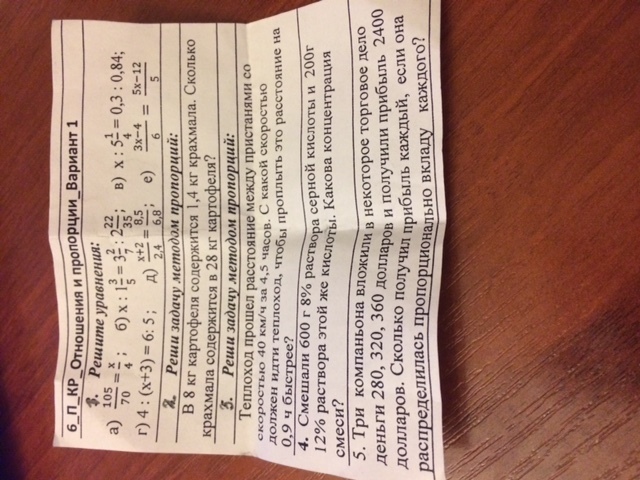 6_П_КР_Отношения и пропорции_Вариант 1
Решите уравнения:
а) 105/70 = х/4 ; б) х : 1 3/5 = 3 2/7 : 2 22/35 ; в) х : 5 1/4 = 0,3 : 0,84;
г) 4 : (х+3) = 6: 5 ; д) х+2/2,4 = 8,5/6,8 ; е) 3х−4/6 = 5х−12/5
2. Реши задачу методом пропорций:
В 8 кг картофеля содержится 1,4 кг крахмала. Сколько
крахмала содержится в 28 кг картофеля?
3. Реши задачу методом пропорций:
Теплоход прошел расстояние между пристанями со
скоростью 40 км/ч за 4,5 часов. С какой скоростью
должен идти теплоход, чтобы проплыть это расстояние на
0,9 ч быстрее?
4. Смешали 600 г 8% раствора серной кислоты и 200г
12% раствора этой же кислоты. Какова концентрация
смеси?
5. Три компаньона вложили в некоторое торговое дело
деньги 280, 320, 360 долларов и получили прибыль 2400
долларов. Сколько получил прибыль каждый, если она
распределилась пропорционально вкладу каждого?